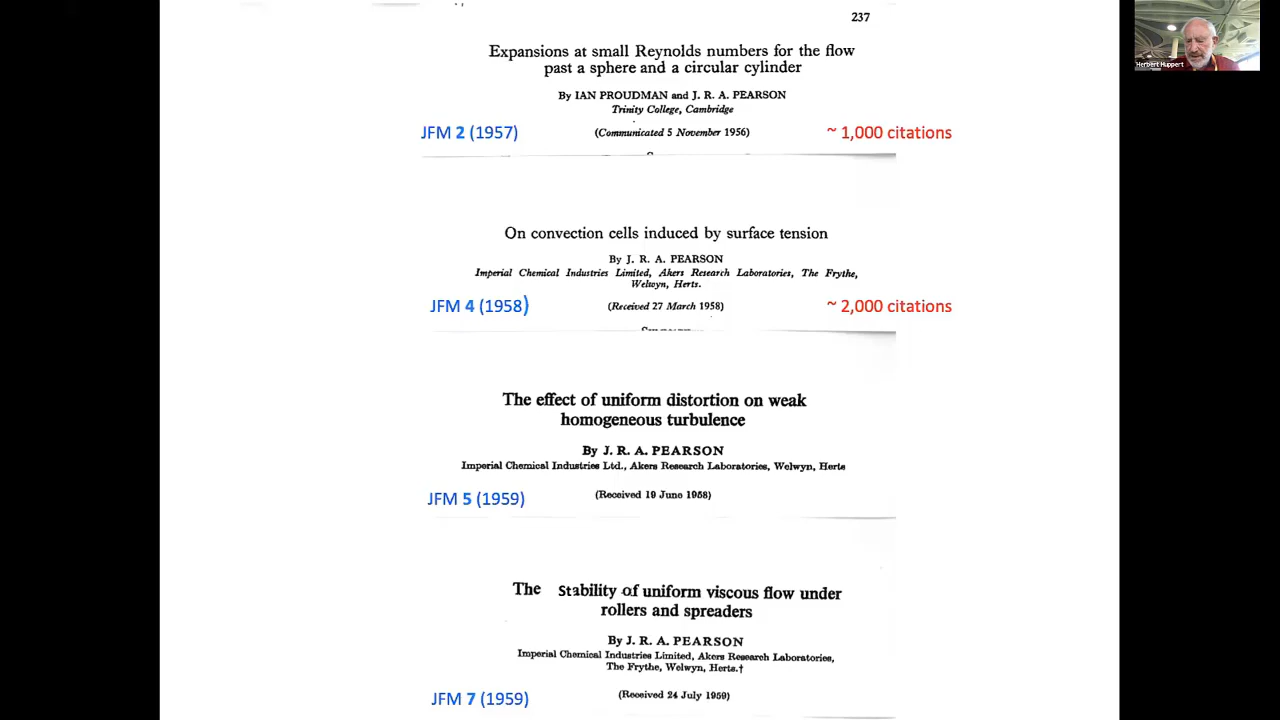 237
Herbert Huppert
Expansions at small Reynolds numbers for the flow
past a sphere and a circular cylinder
By IAN PROUDMAN and J. R. A. PEARSON
Trinity College, Cambridge
JFM 2 (1957)
(Communicated 5 November 1956)
~ 1,000 citations
On convection cells induced by surface tension
By J. R. A. PEARSON
Imperial Chemical Industries Limited, Akers Research Laboratories, The Frythe,
Welwyn, Herts.
JFM 4 (1958)
(Received 27 March 1958)
~ 2,000 citations
The effect of uniform distortion on weak
homogeneous turbulence
By J. R. A. PEARSON
Imperial Chemical Industries Ltd., Akers Research Laboratories, Welwyn, Herts
JFM 5 (1959)
(Received 19 June 1958)
The Stability of uniform viscous flow under
rollers and spreaders
By J. R. A. PEARSON
Imperial Chemical Industries Limited, Akers Research Laboratories,
The Frythe, Welwyn, Herts.†
JFM 7 (1959)
(Received 24 July 1959)